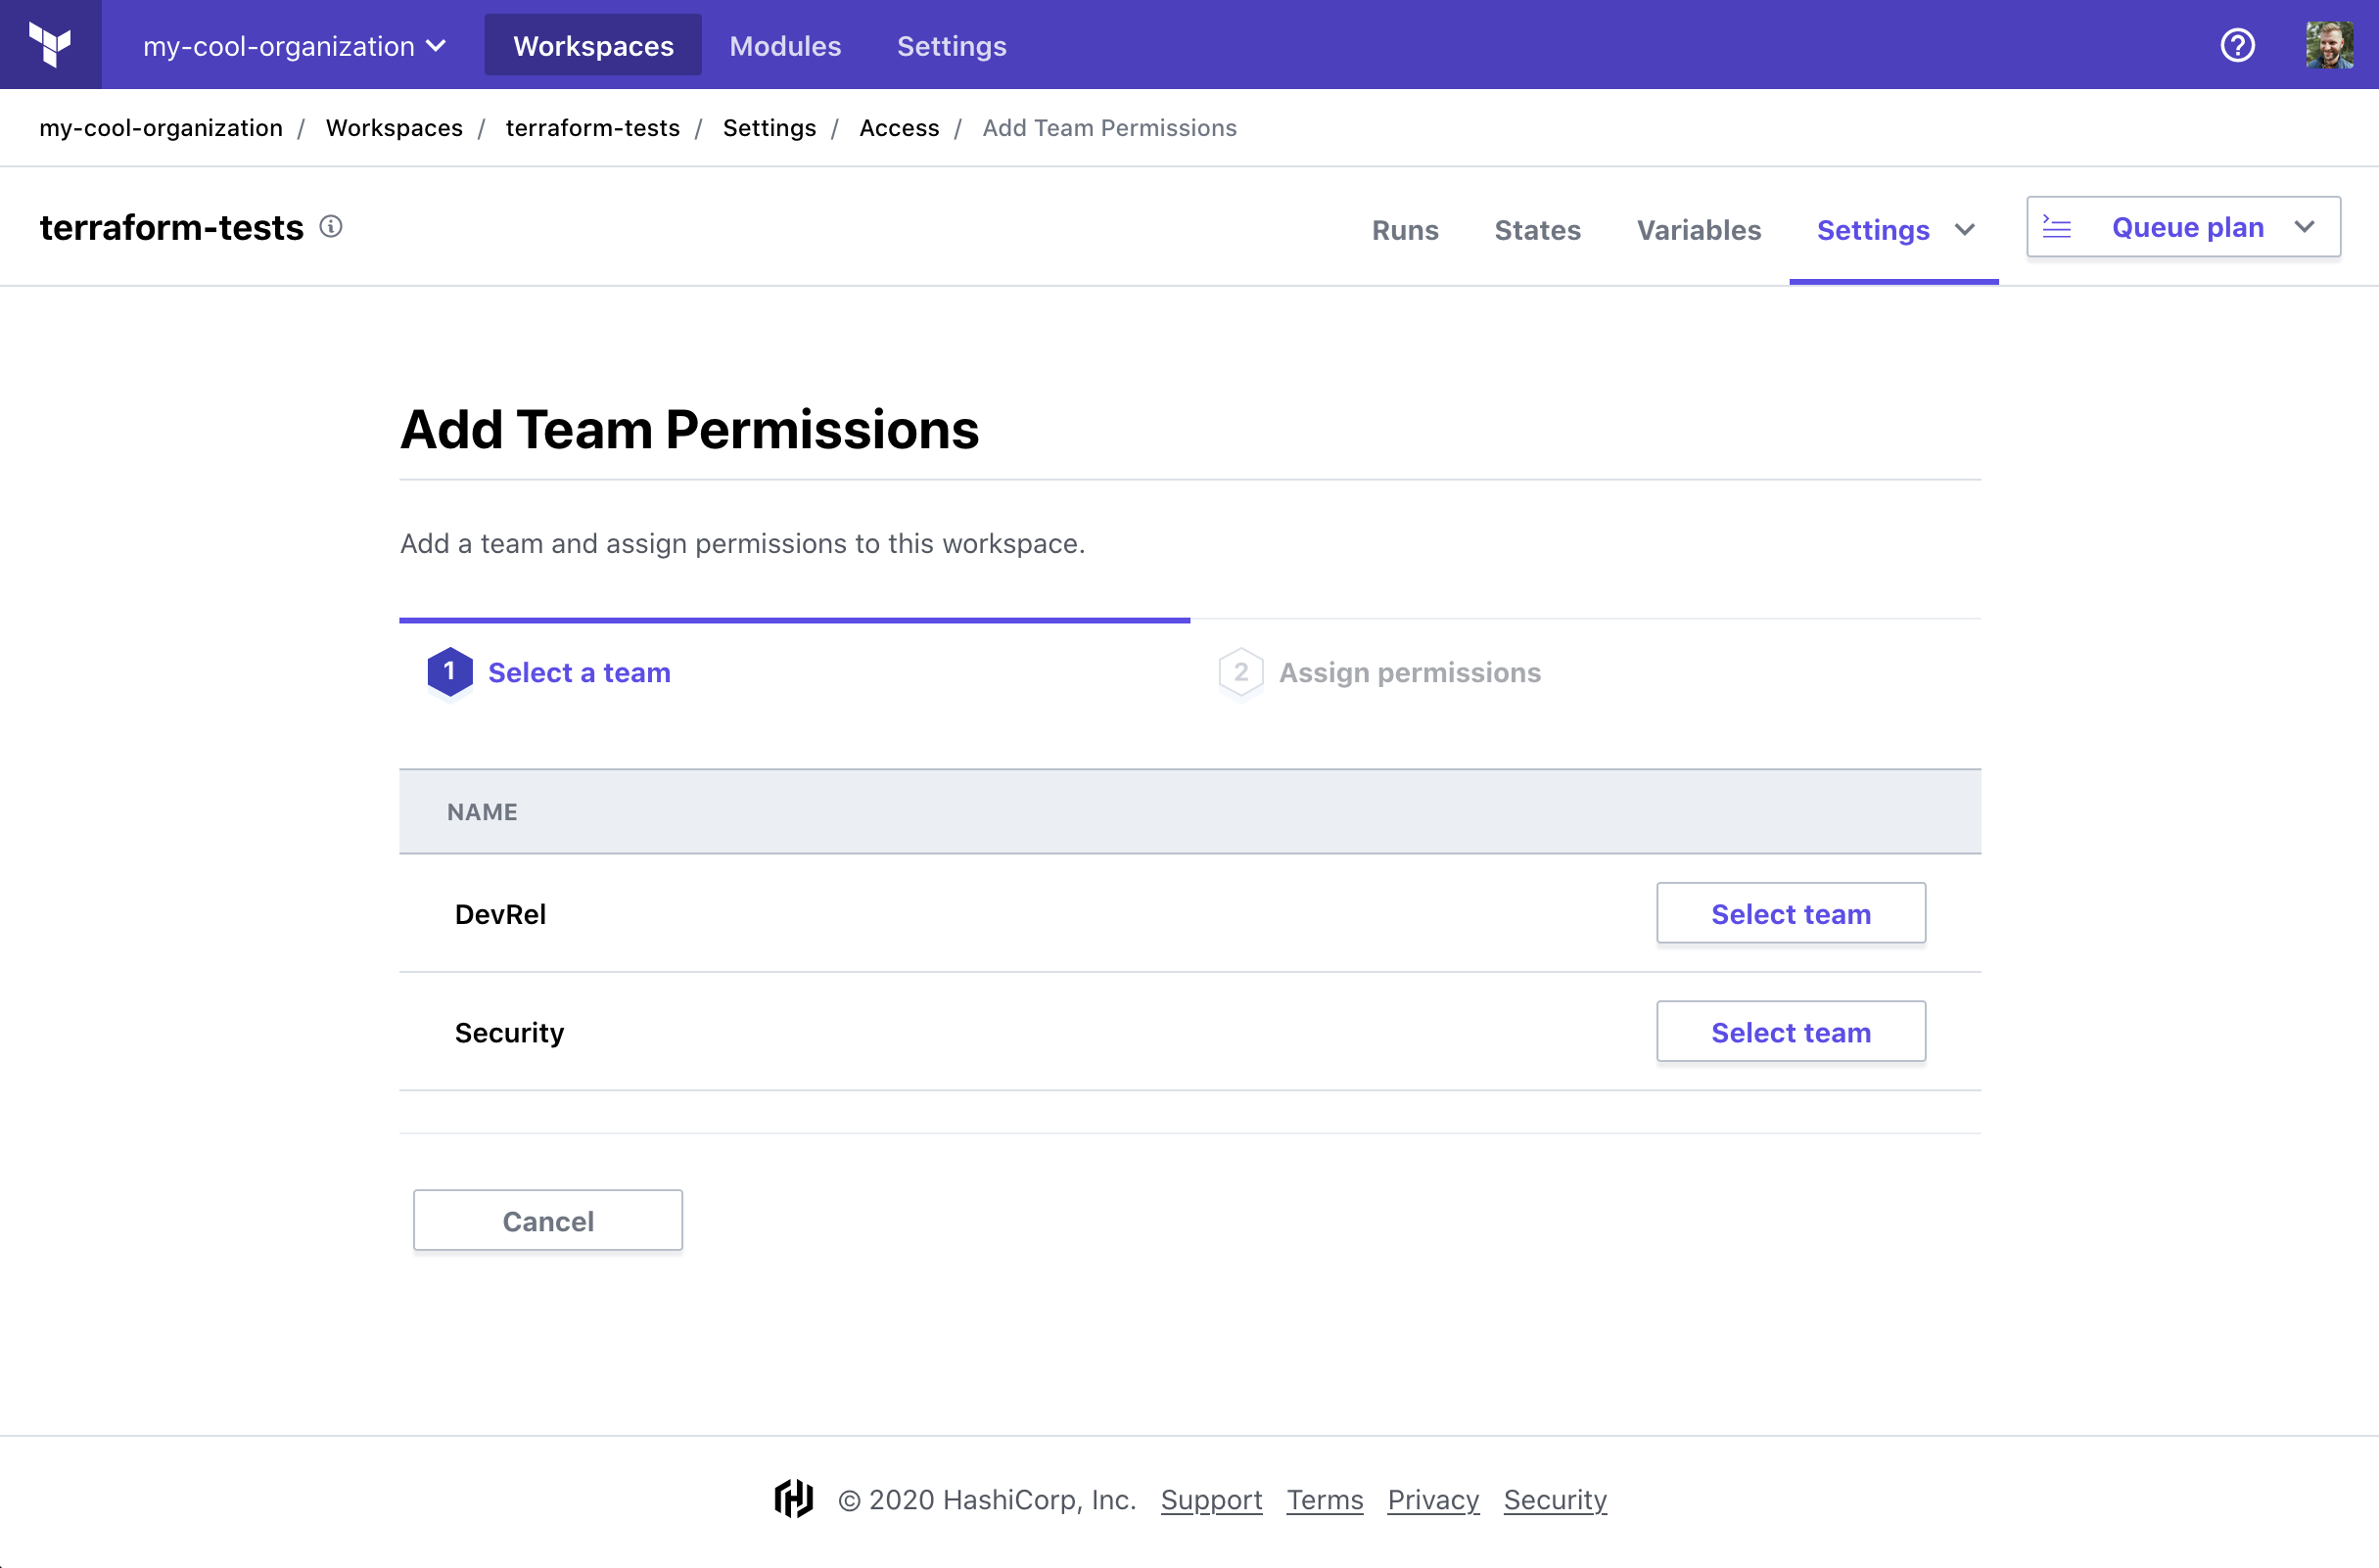 my-cool-organization Workspaces Modules Settings
my-cool-organization / Workspaces / terraform-tests / Settings / Access / Add Team Permissions
terraform-tests Runs States Variables Settings Queue plan
Add Team Permissions
Add a team and assign permissions to this workspace.
1 Select a team 2 Assign permissions
NAME
DevRel Select team
Security Select team
Cancel
© 2020 HashiCorp, Inc. Support Terms Privacy Security